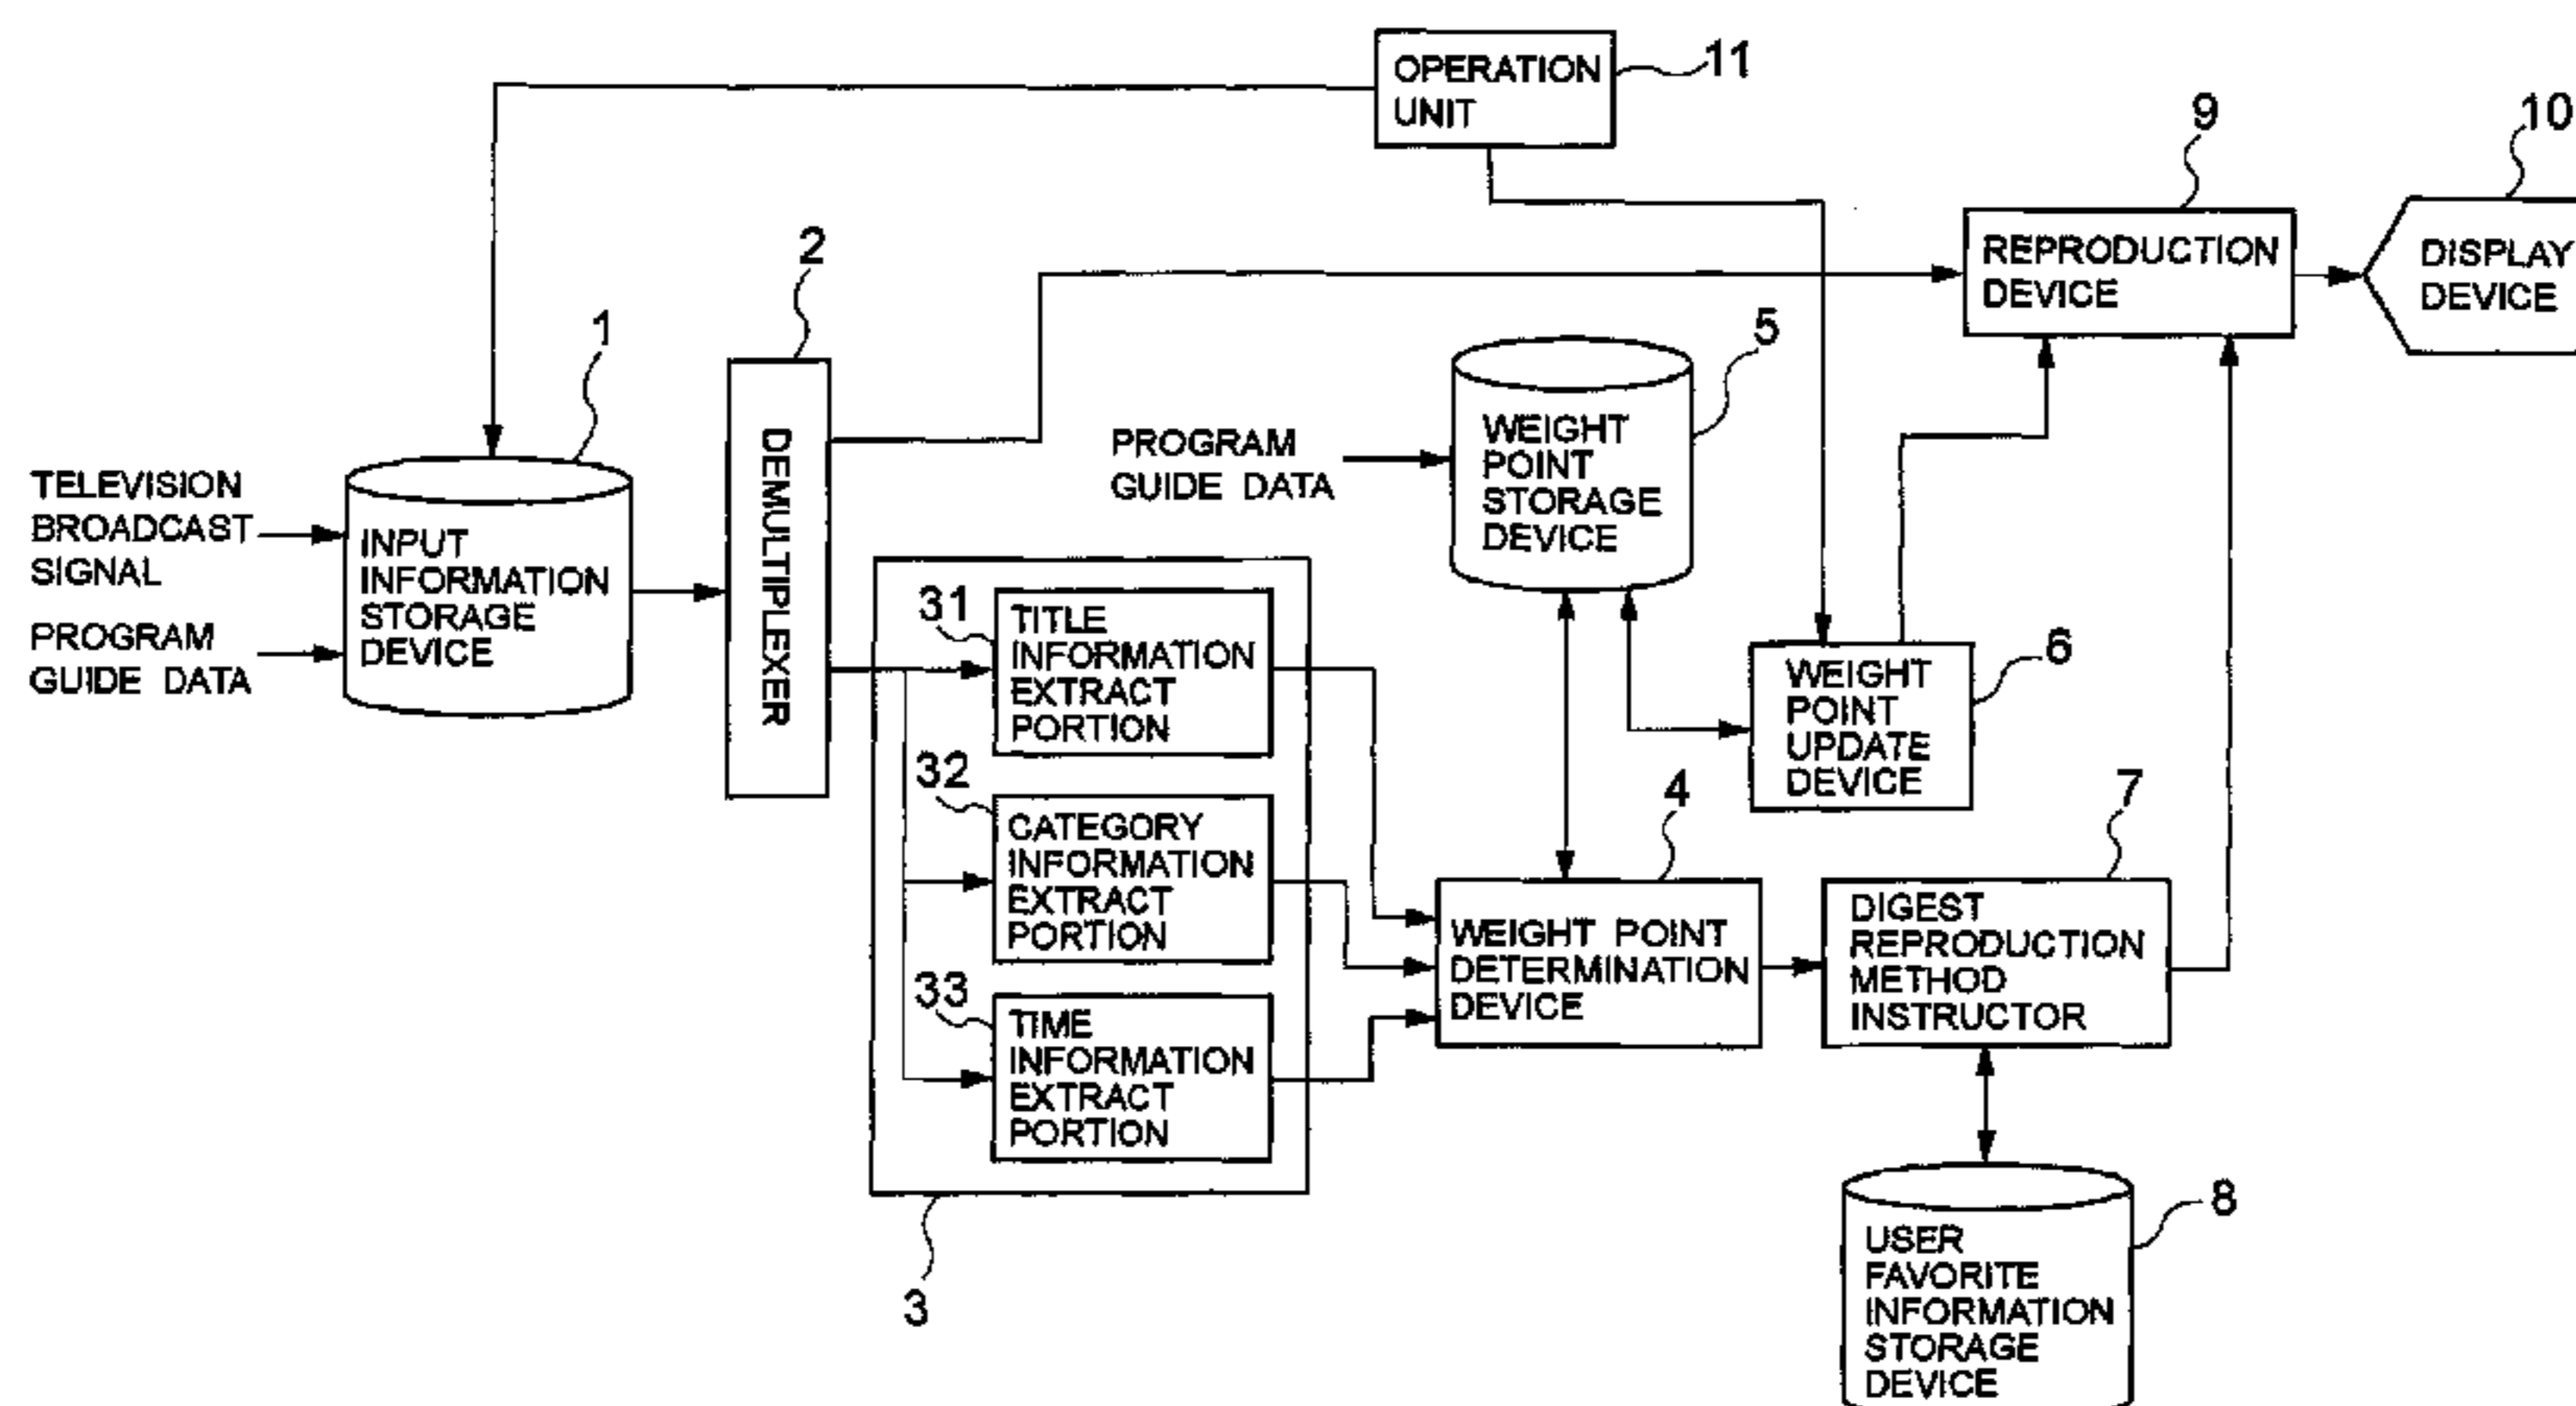 OPERATION
UNIT
11
9
10
REPRODUCTION
DEVICE
DISPLAY
DEVICE
2
1
5
TELEVISION
BROADCAST
SIGNAL
PROGRAM
GUIDE DATA
INPUT
INFORMATION
STORAGE
DEVICE
DEMULTIPLEXER
PROGRAM
GUIDE DATA
WEIGHT
POINT
STORAGE
DEVICE
31
TITLE
INFORMATION
EXTRACT
PORTION
6
WEIGHT
POINT
UPDATE
DEVICE
32
CATEGORY
INFORMATION
EXTRACT
PORTION
4
7
33
TIME
INFORMATION
EXTRACT
PORTION
WEIGHT POINT
DETERMINATION
DEVICE
DIGEST
REPRODUCTION
METHOD
INSTRUCTOR
3
8
USER
FAVORITE
INFORMATION
STORAGE
DEVICE